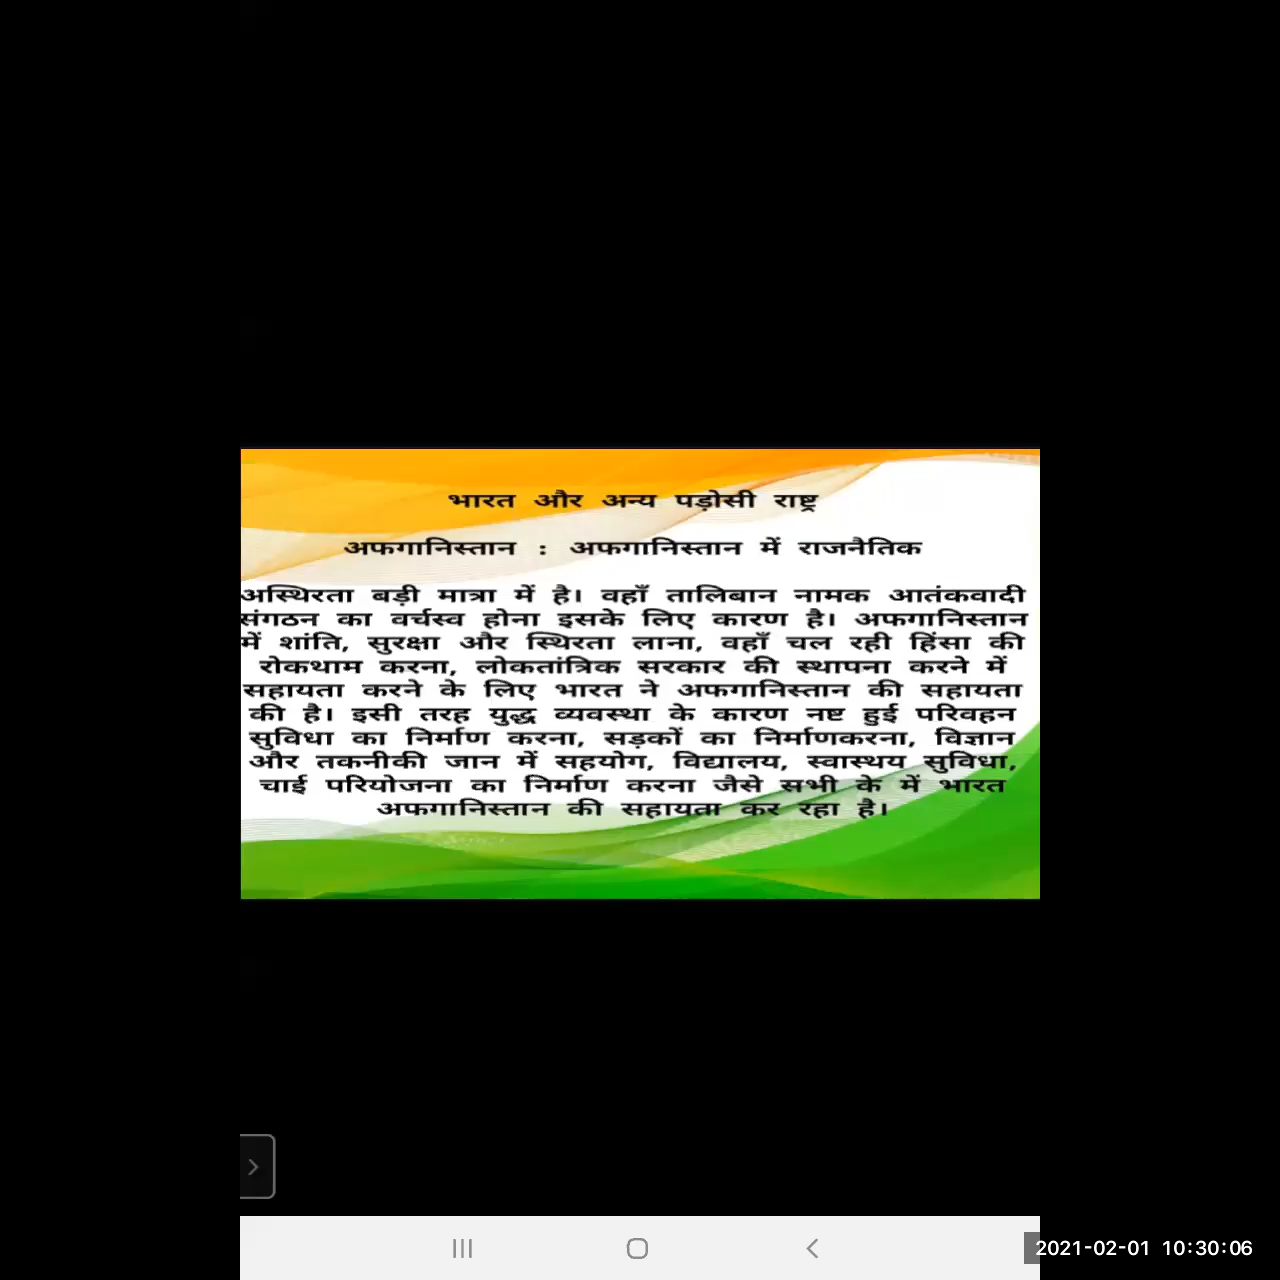 भारत और अन्य पड़ोसी राष्ट्र
अफगानिस्तान : अफगानिस्तान में राजनैतिक
अस्थिरता बड़ी मात्रा में है। वहाँ तालिबान नामक आतंकवादी
संगठन का वर्चस्व होना इसके लिए कारण है। अफगानिस्तान
में शांति, सुरक्षा और स्थिरता लाना, वहाँ चल रही हिंसा की
रोकथाम करना, लोकतांत्रिक सरकार की स्थापना करने में
सहायता करने के लिए भारत ने अफगानिस्तान की सहायता
की है। इसी तरह युद्ध व्यवस्था के कारण नष्ट हुई परिवहन
सुविधा का निर्माण करना, सड़कों का निर्माणकरना, विज्ञान
और तकनीकी जान में सहयोग, विद्यालय, स्वास्थय सुविधा,
चाई परियोजना का निर्माण करना जैसे सभी के में भारत
अफगानिस्तान की सहायता कर रहा है।
2021-02-01 10:30:06